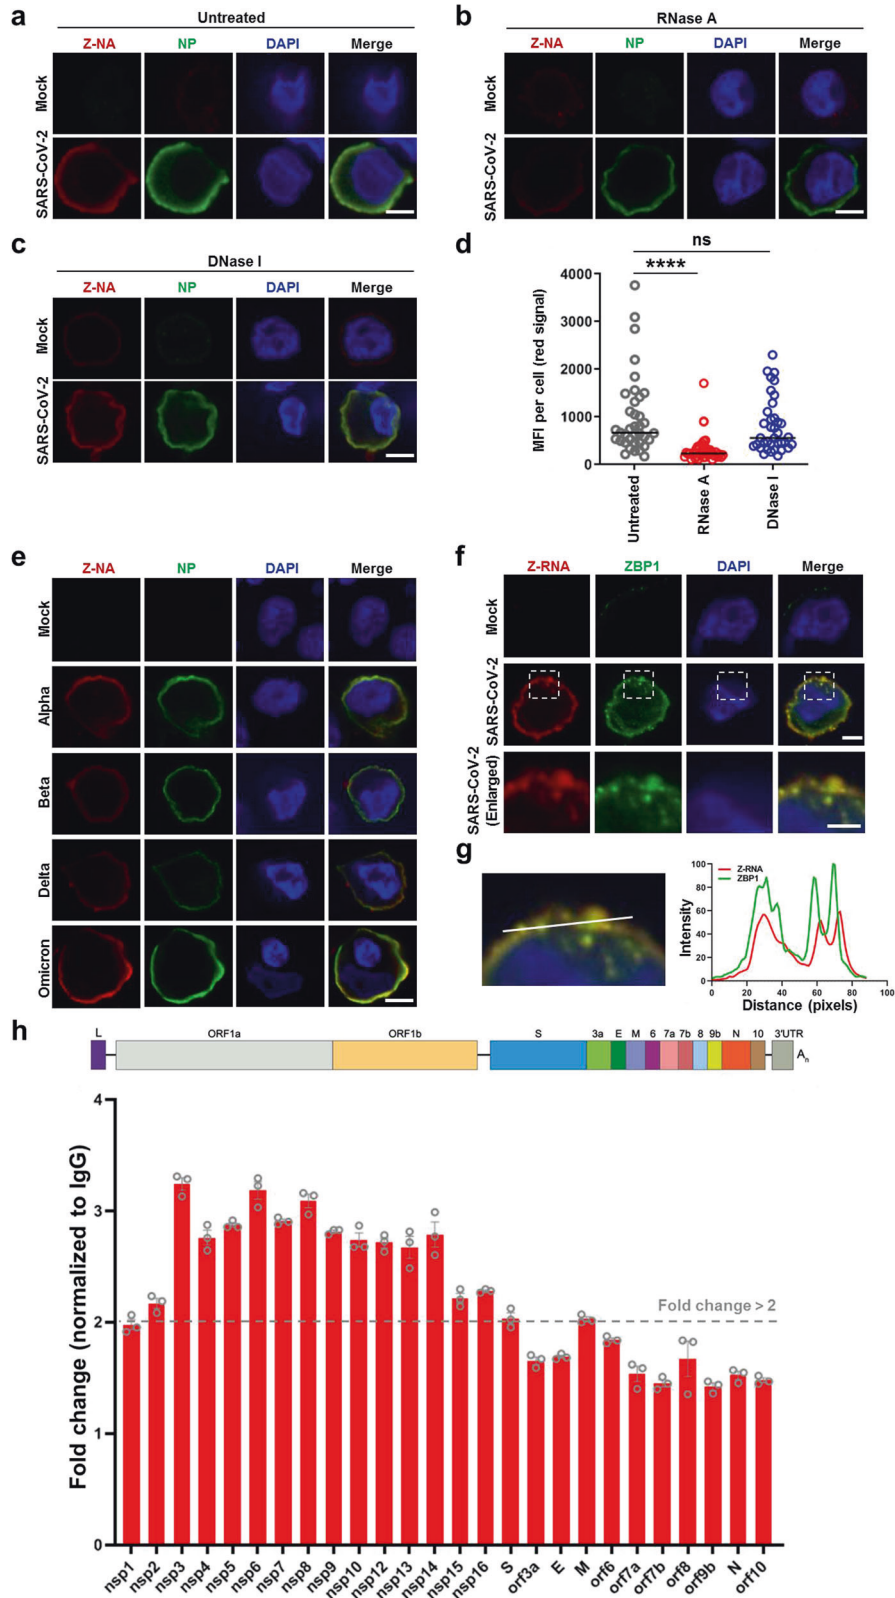 a
Untreated
Z-NA NP DAPI Merge
Mock
SARS-CoV-2
b
RNase A
Z-NA NP DAPI Merge
Mock
SARS-CoV-2
c
DNase I
Z-NA NP DAPI Merge
Mock
SARS-CoV-2
d
ns
****
MFI per cell (red signal)
4000
3000
2000
1000
0
Untreated
RNase A
DNase I
e
Z-NA NP DAPI Merge
Mock
Alpha
Beta
Delta
Omicron
f
Z-RNA ZBP1 DAPI Merge
Mock
SARS-CoV-2
SARS-CoV-2
(Enlarged)
g
Z-RNA
ZBP1
Intensity
100
80
60
40
20
0
0 20 40 60 80 100
Distance (pixels)
h
L ORF1a ORF1b S 3a E M 6 7a 7b 8 9b N 10 3'UTR
An
Fold change (normalized to IgG)
4
3
2
1
0
Fold change > 2
nsp1 nsp2 nsp3 nsp4 nsp5 nsp6 nsp7 nsp8 nsp9 nsp10 nsp12 nsp13 nsp14 nsp15 nsp16 S orf3a E M orf6 orf7a orf7b orf8 orf9b N orf10